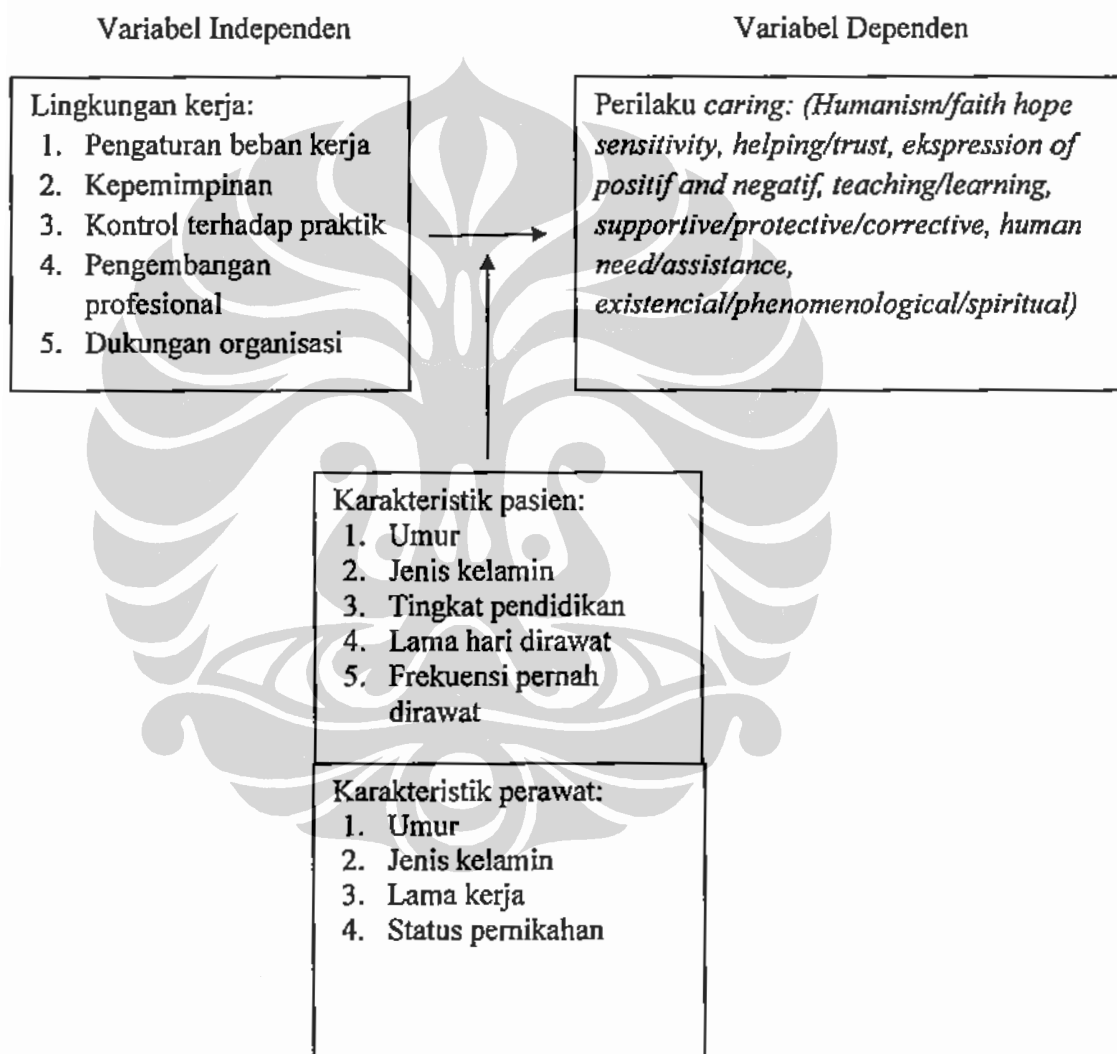 Variabel Independen
Variabel Dependen
Lingkungan kerja:
1. Pengaturan beban kerja
2. Kepemimpinan
3. Kontrol terhadap praktik
4. Pengembangan
profesional
5. Dukungan organisasi
Perilaku caring: (Humanism/faith hope
sensitivity, helping/trust, ekspression of
positif and negatif, teaching/learning,
supportive/protective/corrective, human
need/assistance,
existencial/phenomenological/spiritual)
Karakteristik pasien:
1. Umur
2. Jenis kelamin
3. Tingkat pendidikan
4. Lama hari dirawat
5. Frekuensi pernah
dirawat
Karakteristik perawat:
1. Umur
2. Jenis kelamin
3. Lama kerja
4. Status pernikahan